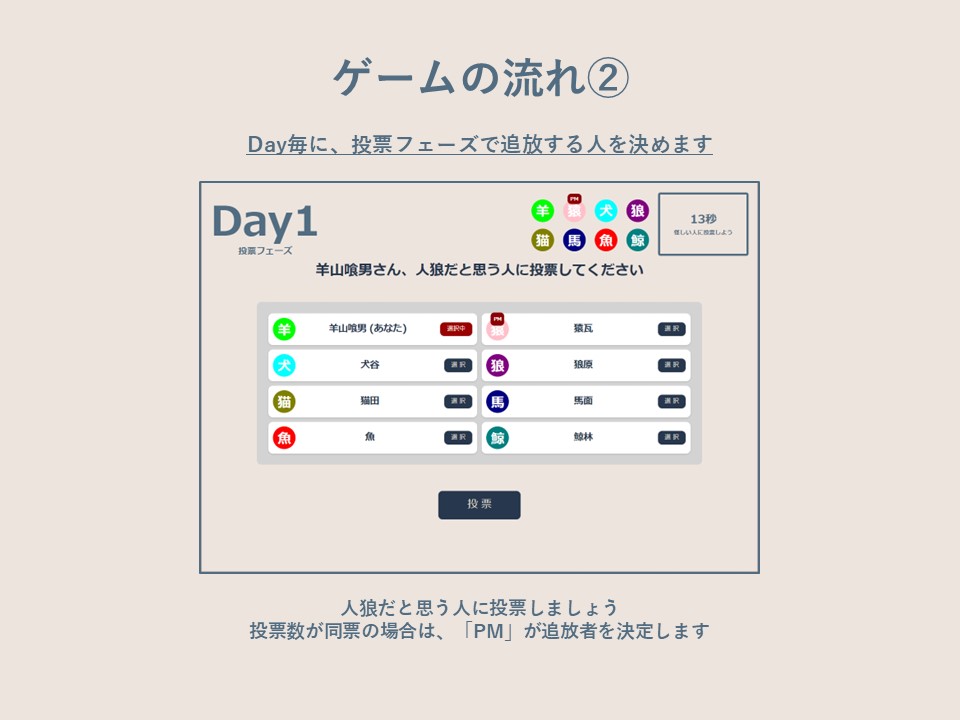 ゲームの流れ②
Day毎に、投票フェーズで追放する人を決めます
Day1
投票フェーズ
羊 PM 猿 犬 狼
猫 馬 魚 鯨
13秒
怪しい人に投票しよう
羊山喰男さん、人狼だと思う人に投票してください
羊 羊山喰男 (あなた) 選択中
PM 猿 猿瓦 選 択
犬 犬谷 選 択
狼 狼原 選 択
猫 猫田 選 択
馬 馬面 選 択
魚 魚 選 択
鯨 鯨林 選 択
投 票
人狼だと思う人に投票しましょう
投票数が同票の場合は、「PM」が追放者を決定します